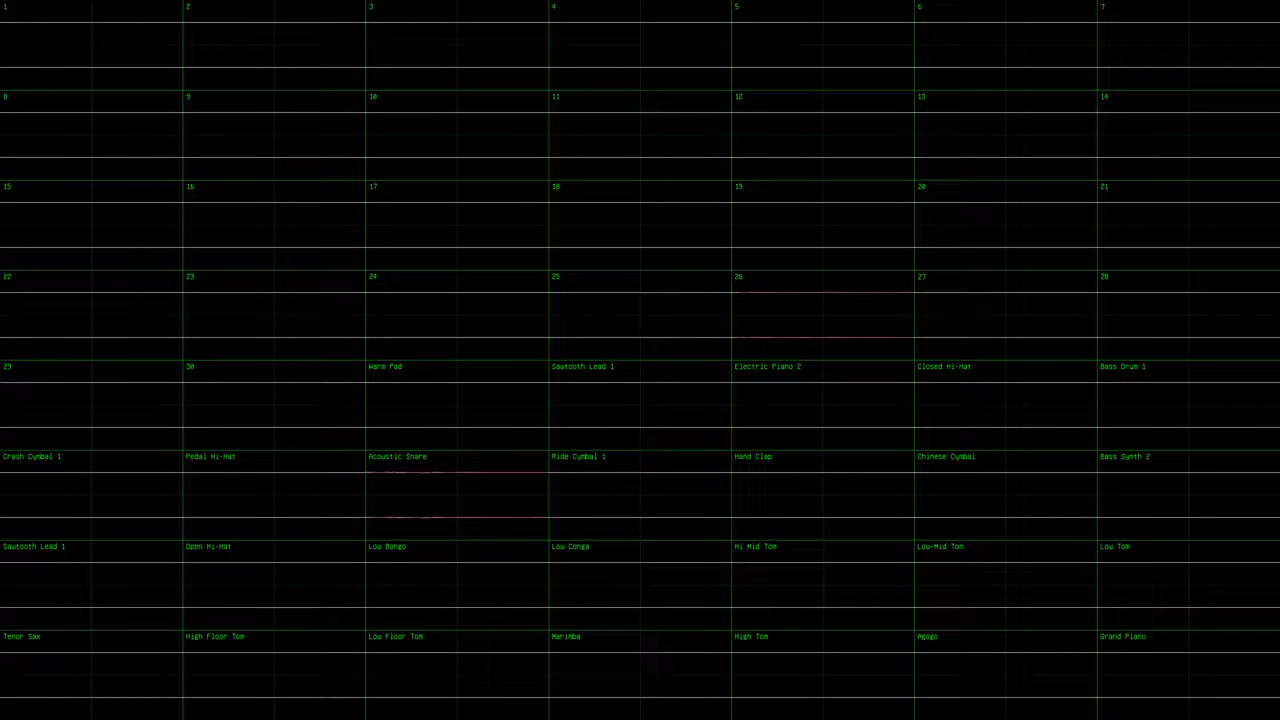 1 2 3 4 5 6 7
8 9 10 11 12 13 14
15 16 17 18 19 20 21
22 23 24 25 26 27 28
29 30 Warm Pad Sawtooth Lead 1 Electric Piano 2 Closed Hi-Hat Bass Drum 1
Crash Cymbal 1 Pedal Hi-Hat Acoustic Snare Ride Cymbal 1 Hand Clap Chinese Cymbal Bass Synth 2
Sawtooth Lead 1 Open Hi-Hat Low Bongo Low Conga Hi Mid Tom Low-Mid Tom Low Tom
Tenor Sax High Floor Tom Low Floor Tom Marimba High Tom Agogo Grand Piano